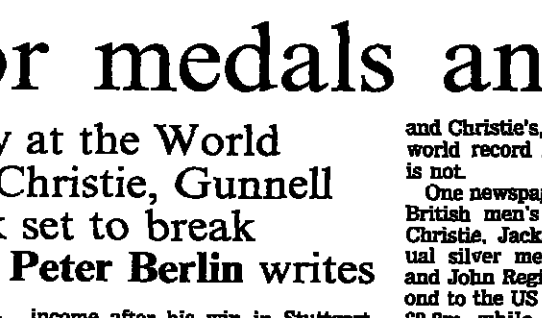 or medals an
y at the World
Christie, Gunnell
k set to break
Peter Berlin writes
income after his win in Stuttgart
and Christie's,
world record
is not.
One newspap
British men's
Christie, Jack
ual silver me
and John Regi
ond to the US
while